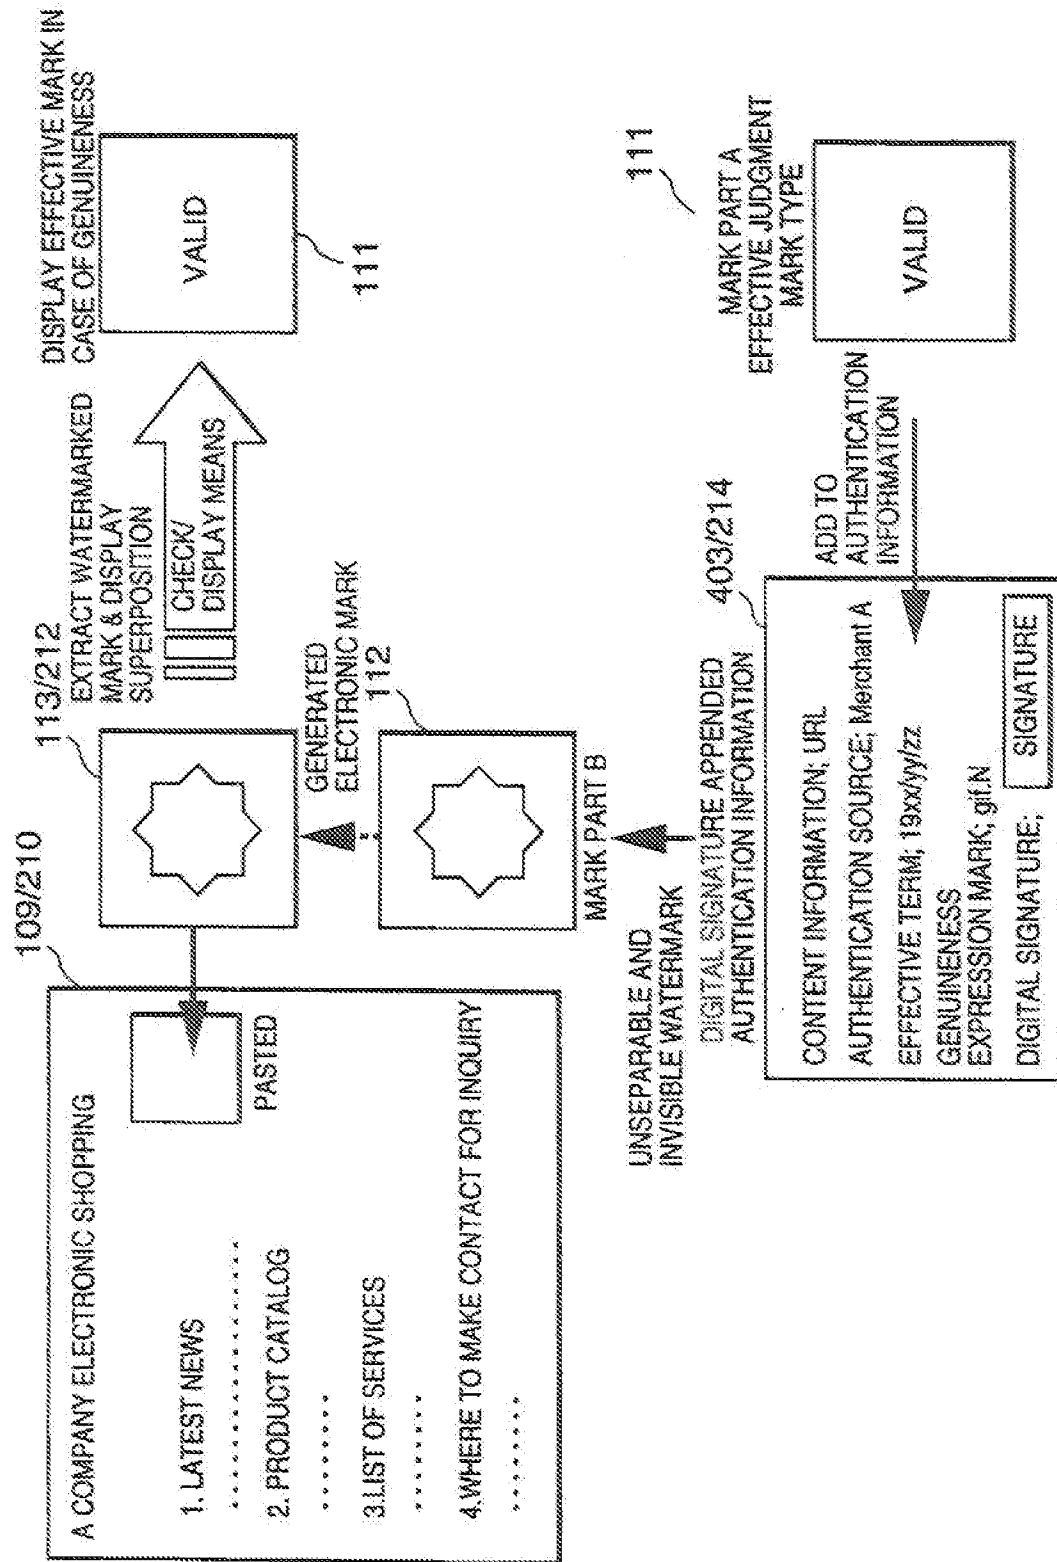 109/210
A COMPANY ELECTRONIC SHOPPING
1. LATEST NEWS
2. PRODUCT CATALOG
3.LIST OF SERVICES
4.WHERE TO MAKE CONTACT FOR INQUIRY
PASTED
113/212
EXTRACT WATERMARKED
MARK & DISPLAY
SUPERPOSITION
CHECK/
DISPLAY MEANS
DISPLAY EFFECTIVE MARK IN
CASE OF GENUINENESS
VALID
111
GENERATED
ELECTRONIC MARK
112
MARK PART B
UNSEPARABLE AND
INVISIBLE WATERMARK
DIGITAL SIGNATURE APPENDED
AUTHENTICATION INFORMATION
403/214
CONTENT INFORMATION; URL
AUTHENTICATION SOURCE; Merchant A
EFFECTIVE TERM; 19xx/yy/zz
GENUINENESS
EXPRESSION MARK; gif.N
DIGITAL SIGNATURE;
SIGNATURE
ADD TO
AUTHENTICATION
INFORMATION
111
MARK PART A
EFFECTIVE JUDGMENT
MARK TYPE
VALID